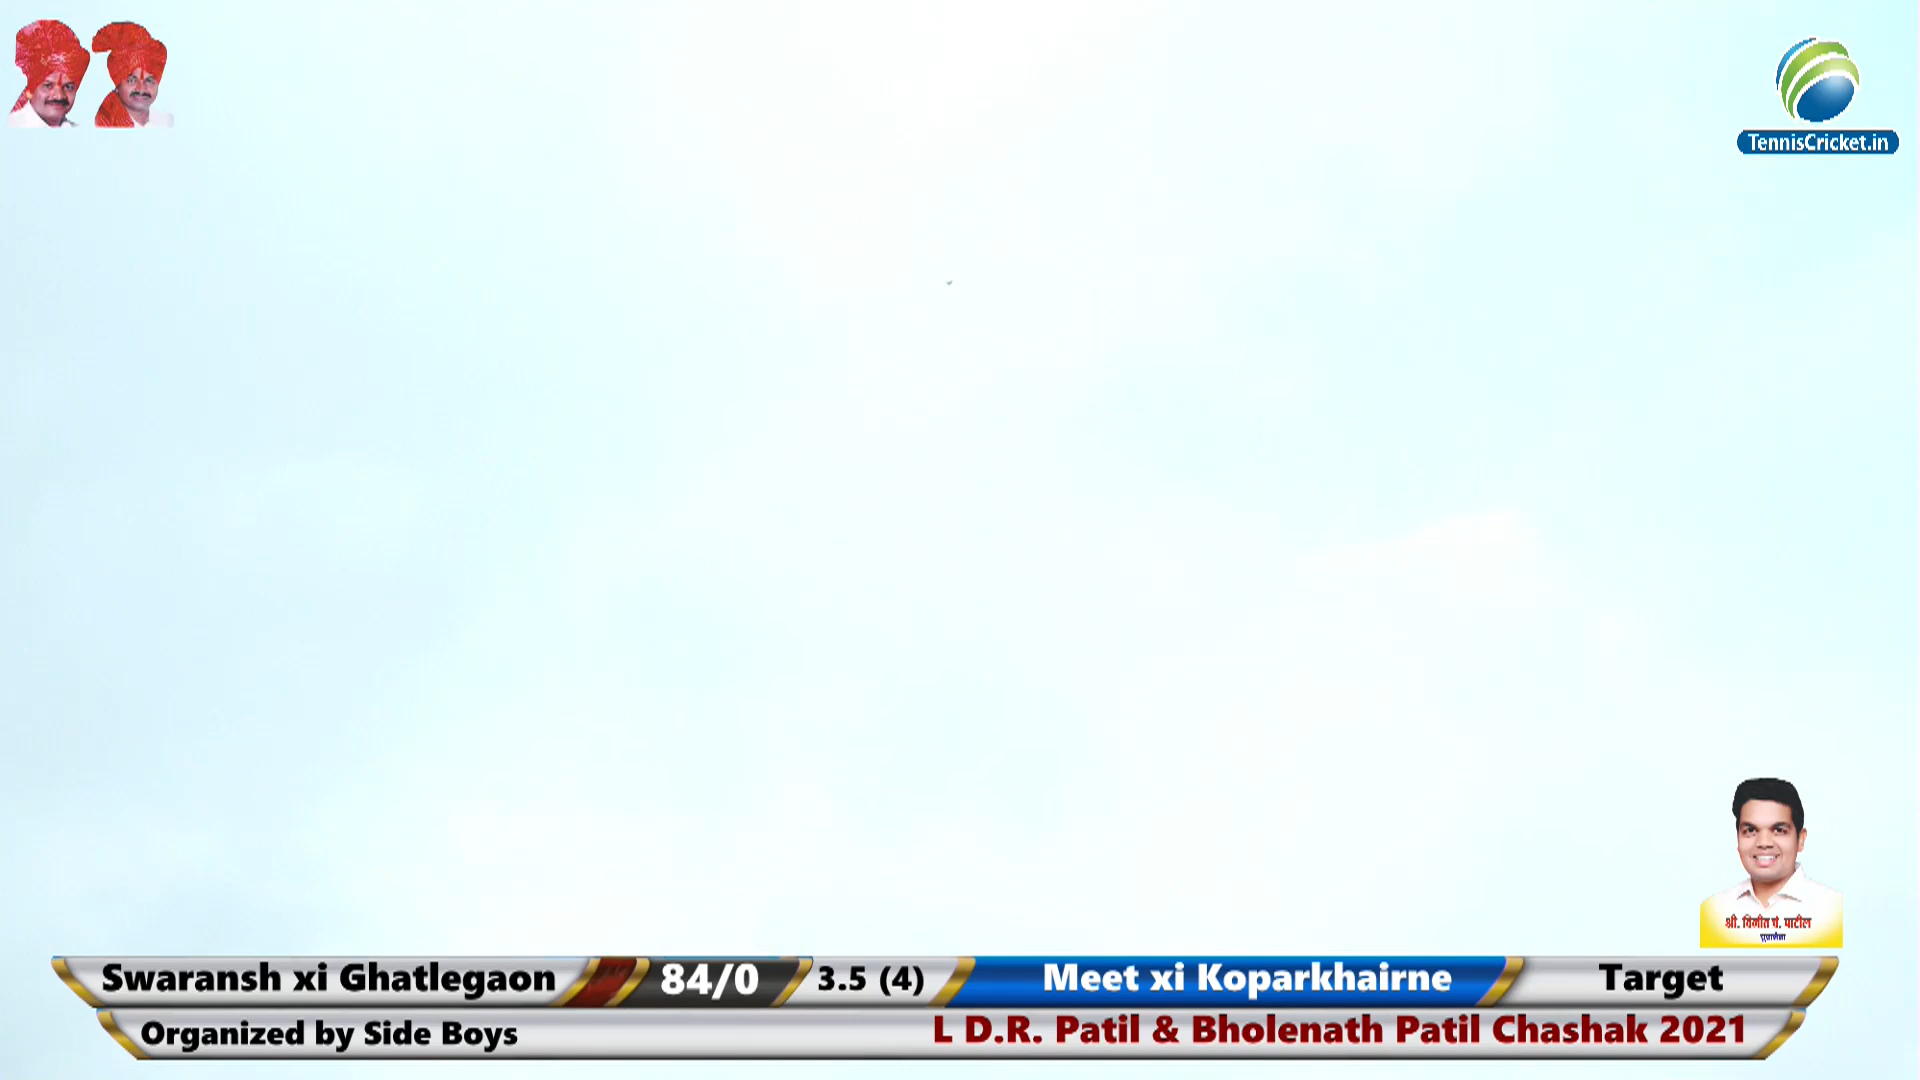 TennisCricket.in
श्री. विनीत पं. पाटील
युवानेता
Swaransh xi Ghatlegaon 84/0 3.5 (4) Meet xi Koparkhairne Target
Organized by Side Boys L D.R. Patil & Bholenath Patil Chashak 2021